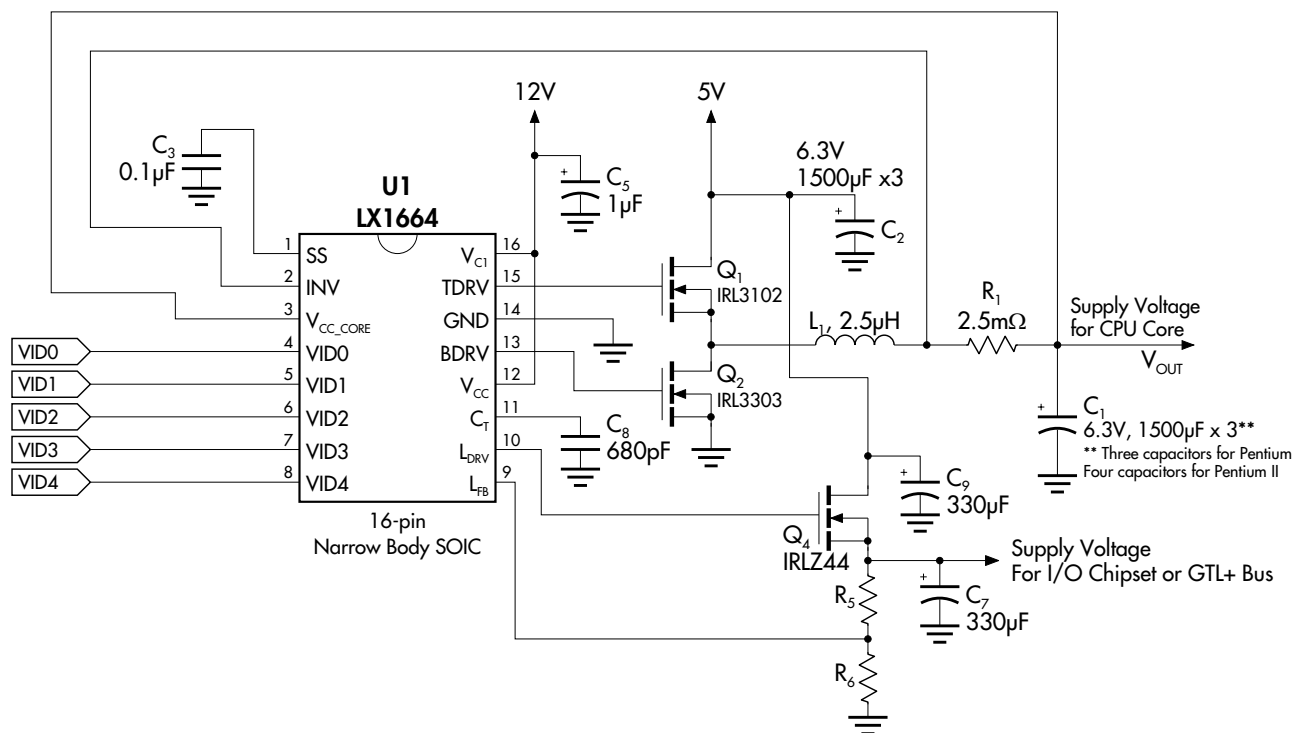 12V
5V
C3
0.1µF
6.3V
1500µF x3
+
C5
1µF
+
C2
U1
LX1664
1
SS
2
INV
3
VCC_CORE
4
VID0
5
VID1
6
VID2
7
VID3
8
VID4
VID0
VID1
VID2
VID3
VID4
VC1
16
TDRV
15
GND
14
BDRV
13
VCC
12
CT
11
LDRV
10
LFB
9
16-pin
Narrow Body SOIC
Q1
IRL3102
Q2
IRL3303
L1, 2.5µH
R1
2.5mΩ
Supply Voltage
for CPU Core
VOUT
C8
680pF
+
C1
6.3V, 1500µF x 3**
** Three capacitors for Pentium
Four capacitors for Pentium II
+
C9
330µF
Q4
IRLZ44
Supply Voltage
For I/O Chipset or GTL+ Bus
R5
+
C7
330µF
R6